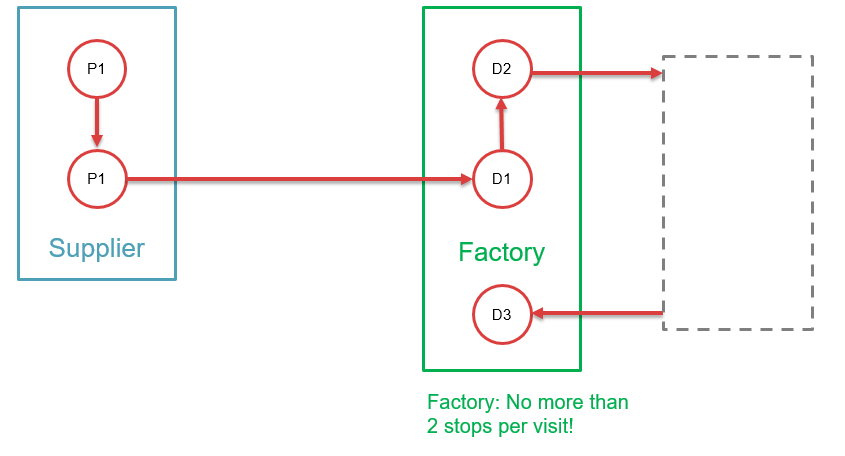 P1
P1
Supplier
D2
D1
Factory
D3
Factory: No more than
2 stops per visit!